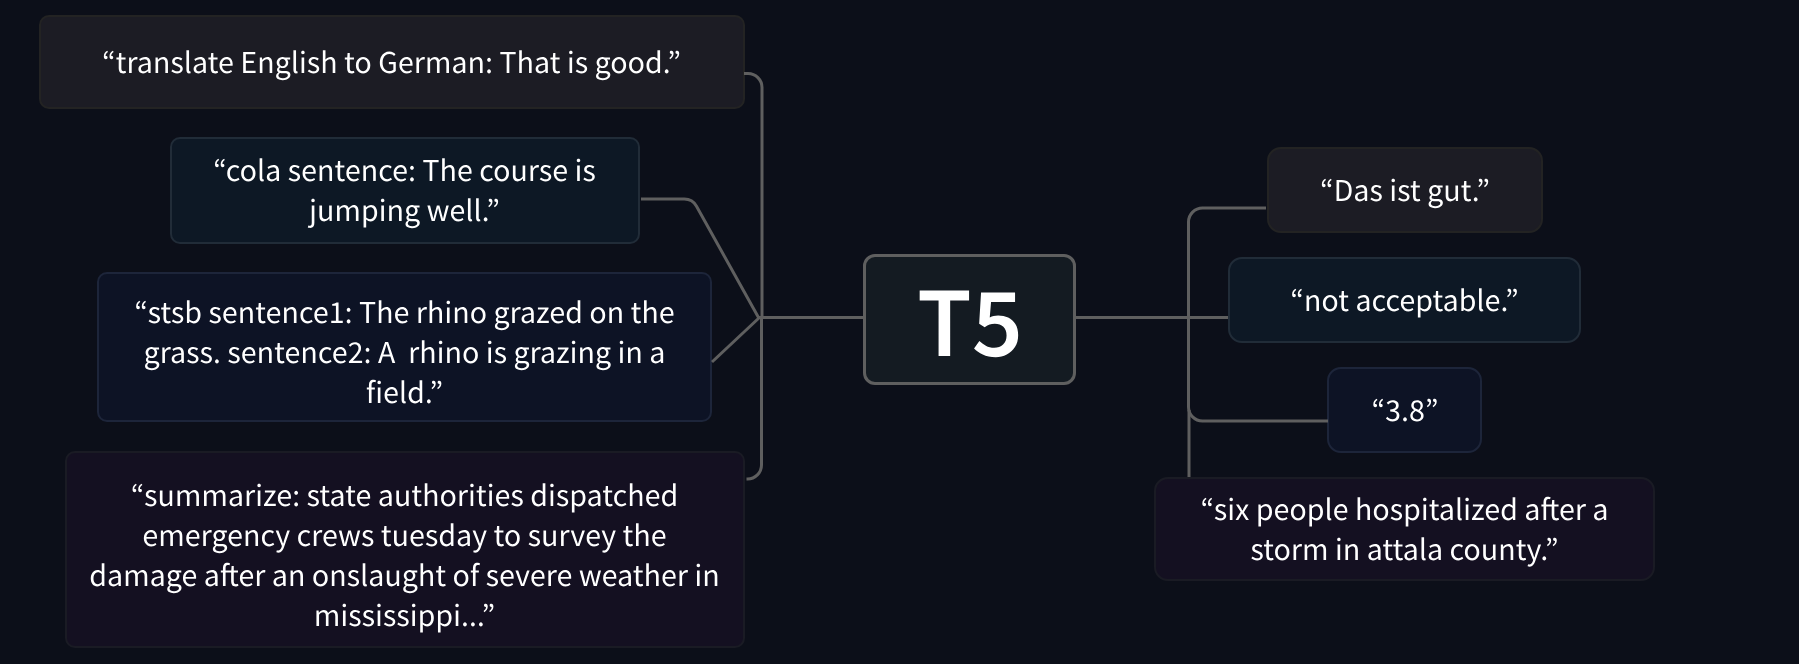 “translate English to German: That is good.”
“cola sentence: The course is
jumping well.”
“stsb sentence1: The rhino grazed on the
grass. sentence2: A  rhino is grazing in a
field.”
“summarize: state authorities dispatched
emergency crews tuesday to survey the
damage after an onslaught of severe weather in
mississippi...”
T5
“Das ist gut.”
“not acceptable.”
“3.8”
“six people hospitalized after a
storm in attala county.”